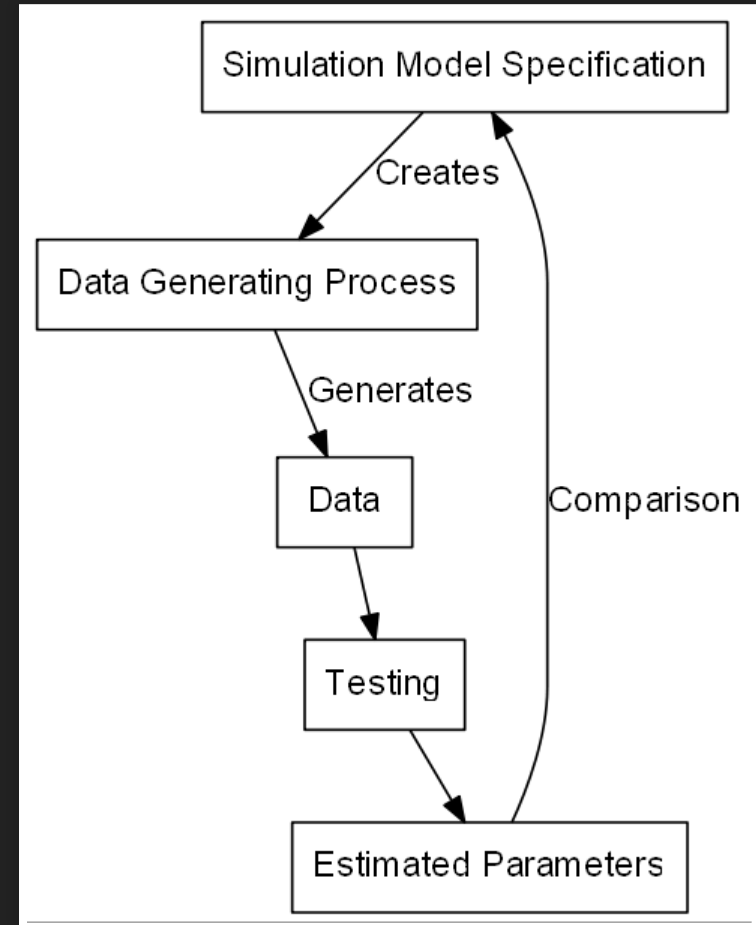 Simulation Model Specification
Creates
Data Generating Process
Generates
Data
Comparison
Testing
Estimated Parameters